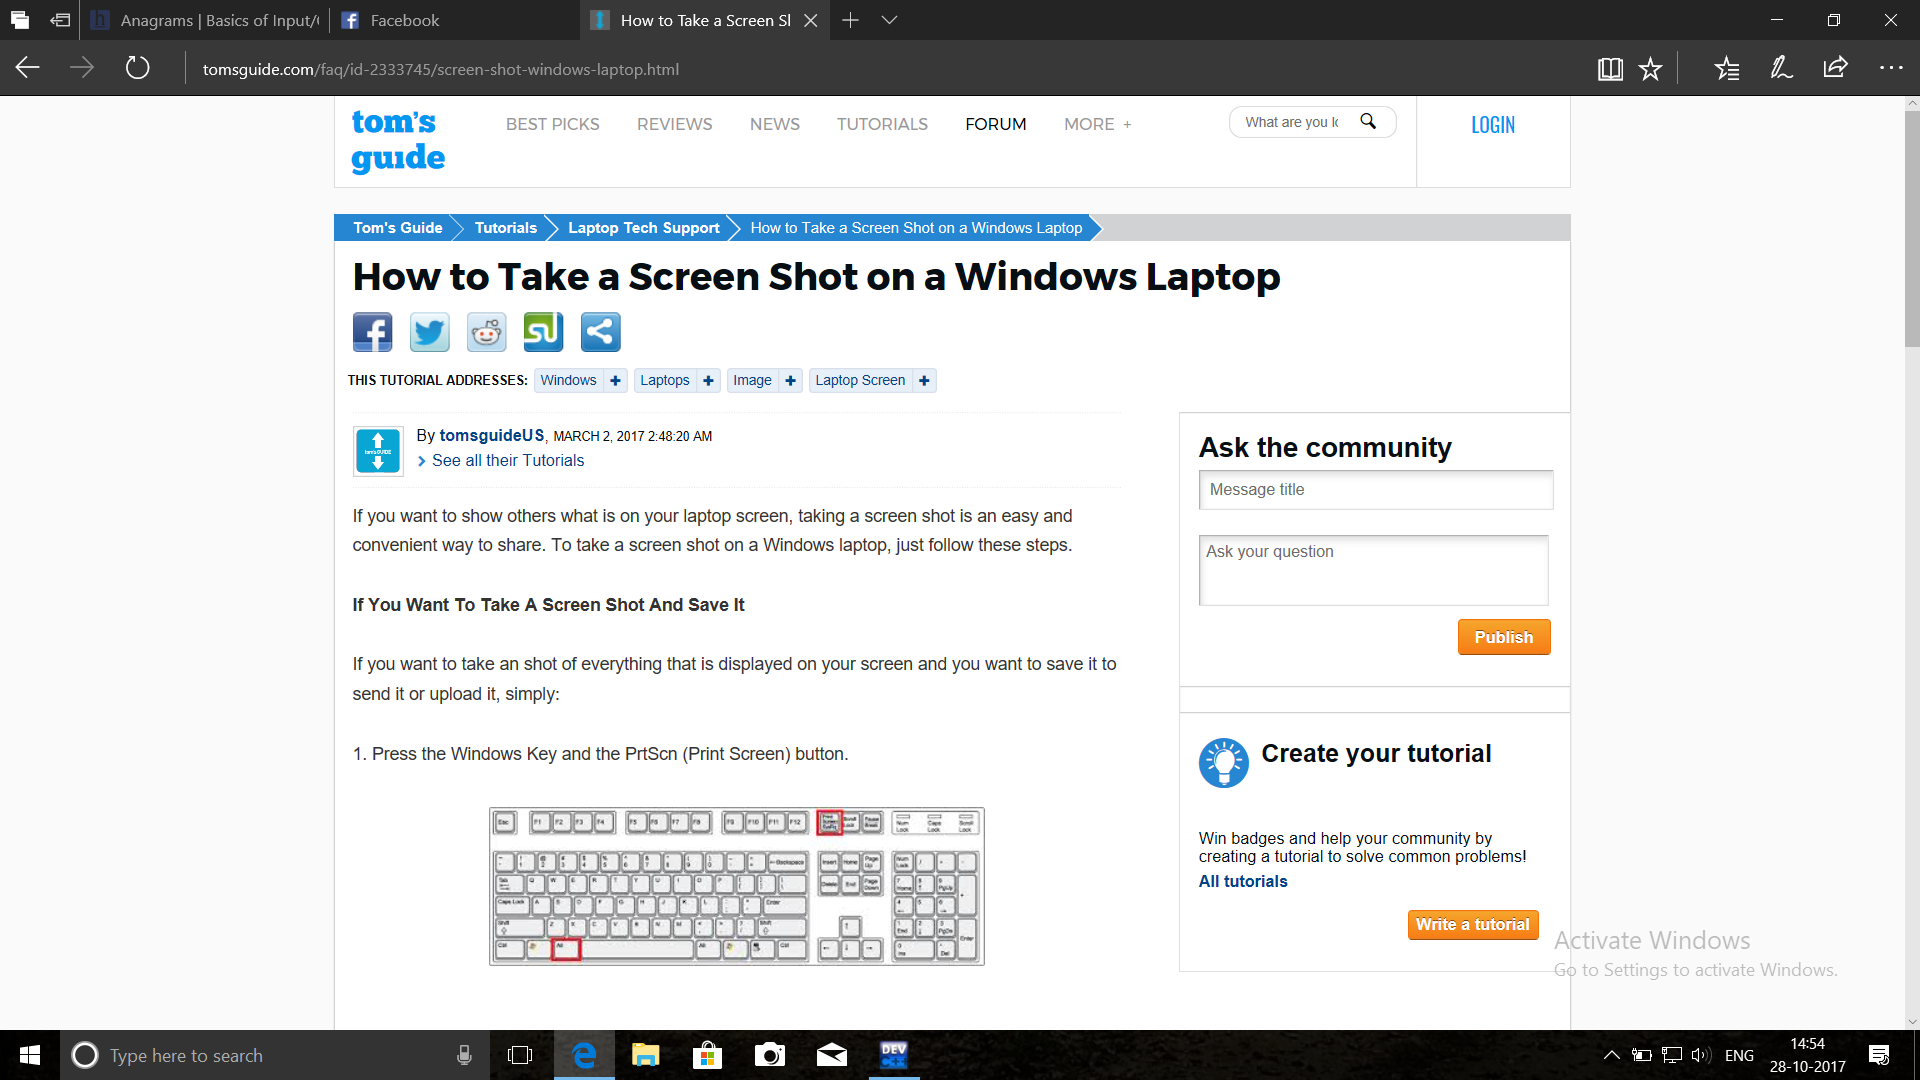 Anagrams | Basics of Input/
Facebook
How to Take a Screen Sl
tomsguide.com/faq/id-2333745/screen-shot-windows-laptop.html
tom's
guide
BEST PICKS
REVIEWS
NEWS
TUTORIALS
FORUM
MORE +
What are you lo
LOGIN
Tom's Guide
Tutorials
Laptop Tech Support
How to Take a Screen Shot on a Windows Laptop
How to Take a Screen Shot on a Windows Laptop
THIS TUTORIAL ADDRESSES: Windows + Laptops + Image + Laptop Screen +
By tomsguideUS, MARCH 2, 2017 2:48:20 AM
See all their Tutorials
If you want to show others what is on your laptop screen, taking a screen shot is an easy and
convenient way to share. To take a screen shot on a Windows laptop, just follow these steps.
If You Want To Take A Screen Shot And Save It
If you want to take an shot of everything that is displayed on your screen and you want to save it to
send it or upload it, simply:
1. Press the Windows Key and the PrtScn (Print Screen) button.
Ask the community
Message title
Ask your question
Publish
Create your tutorial
Win badges and help your community by
creating a tutorial to solve common problems!
All tutorials
Write a tutorial
Activate Windows
Go to Settings to activate Windows.
Type here to search
DEV
ENG
14:54
28-10-2017